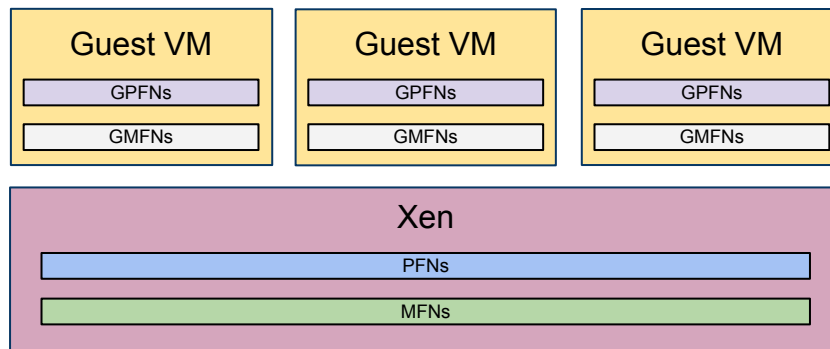 Guest VM Guest VM Guest VM
GPFNs GPFNs GPFNs
GMFNs GMFNs GMFNs
Xen
PFNs
MFNs